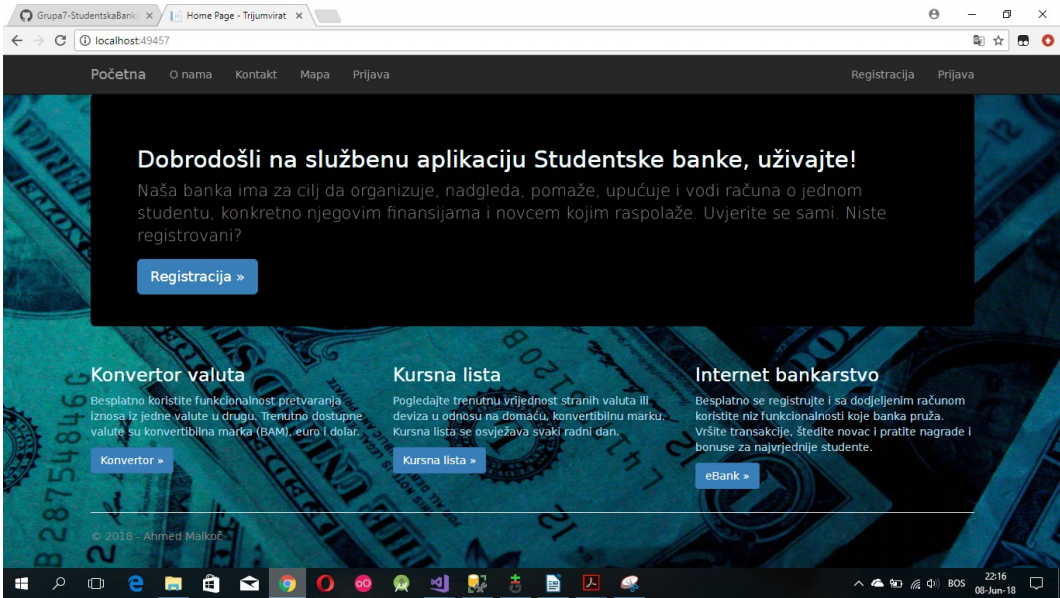 Grupa7-StudentskaBanka
Home Page - Trijumvirat
localhost:49457
Početna O nama Kontakt Mapa Prijava Registracija Prijava
Dobrodošli na službenu aplikaciju Studentske banke, uživajte!
Naša banka ima za cilj da organizuje, nadgleda, pomaže, upućuje i vodi računa o jednom
studentu, konkretno njegovim finansijama i novcem kojim raspolaže. Uvjerite se sami. Niste
registrovani?
Registracija »
Konvertor valuta
Besplatno koristite funkcionalnost pretvaranja
iznosa iz jedne valute u drugu. Trenutno dostupne
valute su konvertibilna marka (BAM), euro i dolar.
Konvertor »
Kursna lista
Pogledajte trenutnu vrijednost stranih valuta ili
deviza u odnosu na domaću, konvertibilnu marku.
Kursna lista se osvježava svaki radni dan.
Kursna lista »
Internet bankarstvo
Besplatno se registrujte i sa dodjeljenim računom
koristite niz funkcionalnosti koje banka pruža.
Vršite transakcije, štedite novac i pratite nagrade i
bonuse za najvrjednije studente.
eBank »
© 2018 - Ahmed Malkoč
B 28754846
BOS
22:16
08-Jun-18